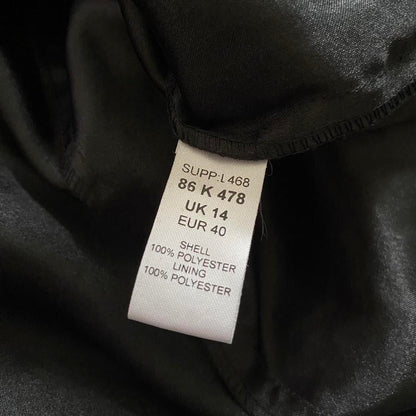 SUPP:L468
86 K 478
UK 14
EUR 40
SHELL
100% POLYESTER
LINING
100% POLYESTER